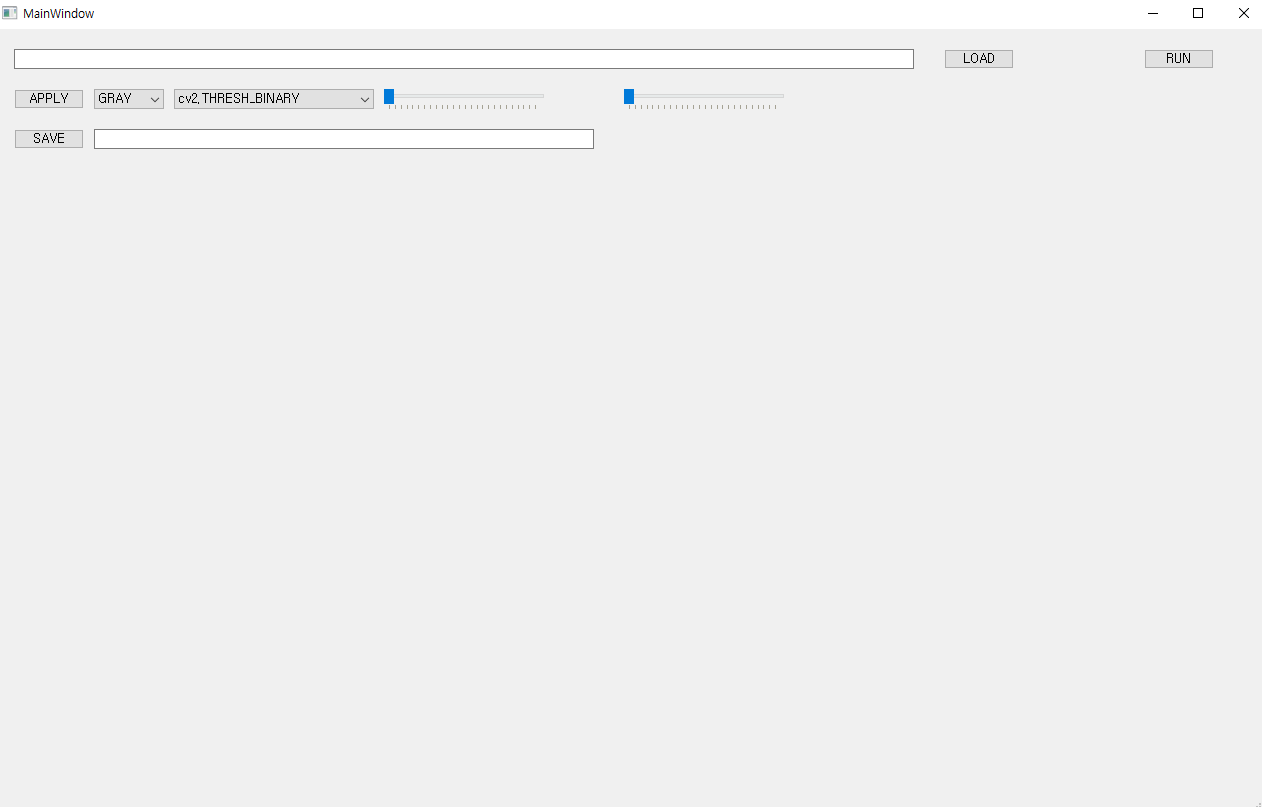 MainWindow
LOAD RUN
APPLY GRAY cv2.THRESH_BINARY
SAVE